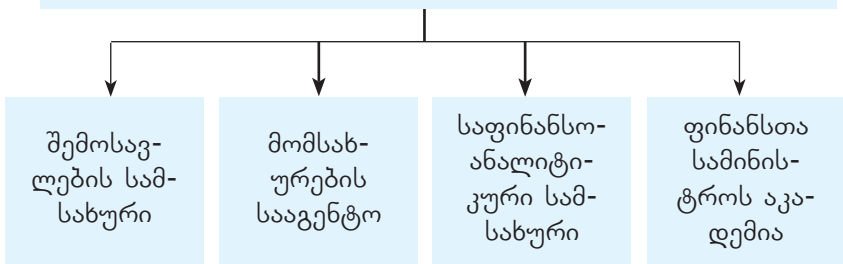 შემოსავ-
ლების სამ-
სახური
მომსახ-
ურების
სააგენტო
საფინანსო-
ანალიტი-
კური სამ-
სახური
ფინანსთა
სამინის-
ტროს აკა-
დემია